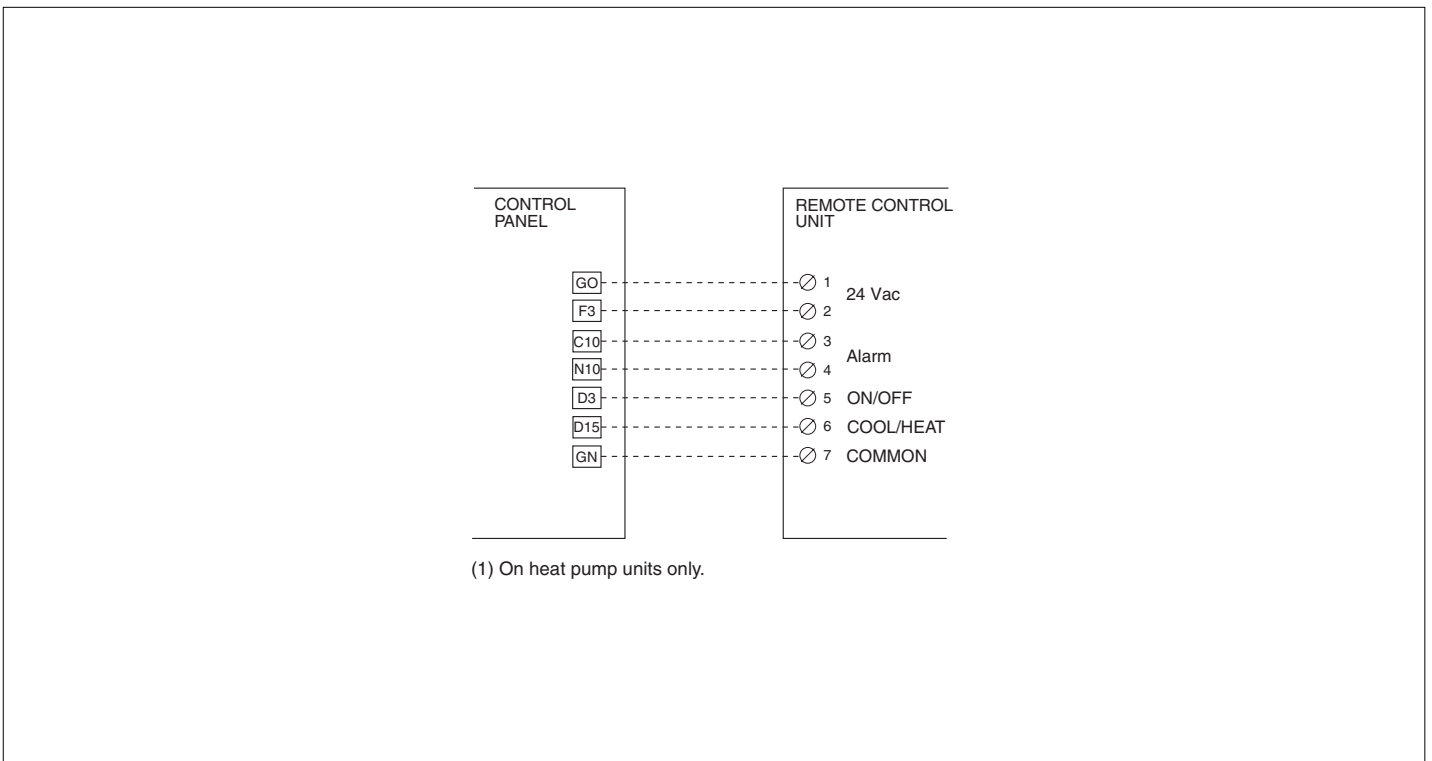 CONTROL
PANEL
REMOTE CONTROL
UNIT
GO 1
24 Vac
F3 2
C10 3
Alarm
N10 4
D3 5 ON/OFF
D15 6 COOL/HEAT
GN 7 COMMON
(1) On heat pump units only.